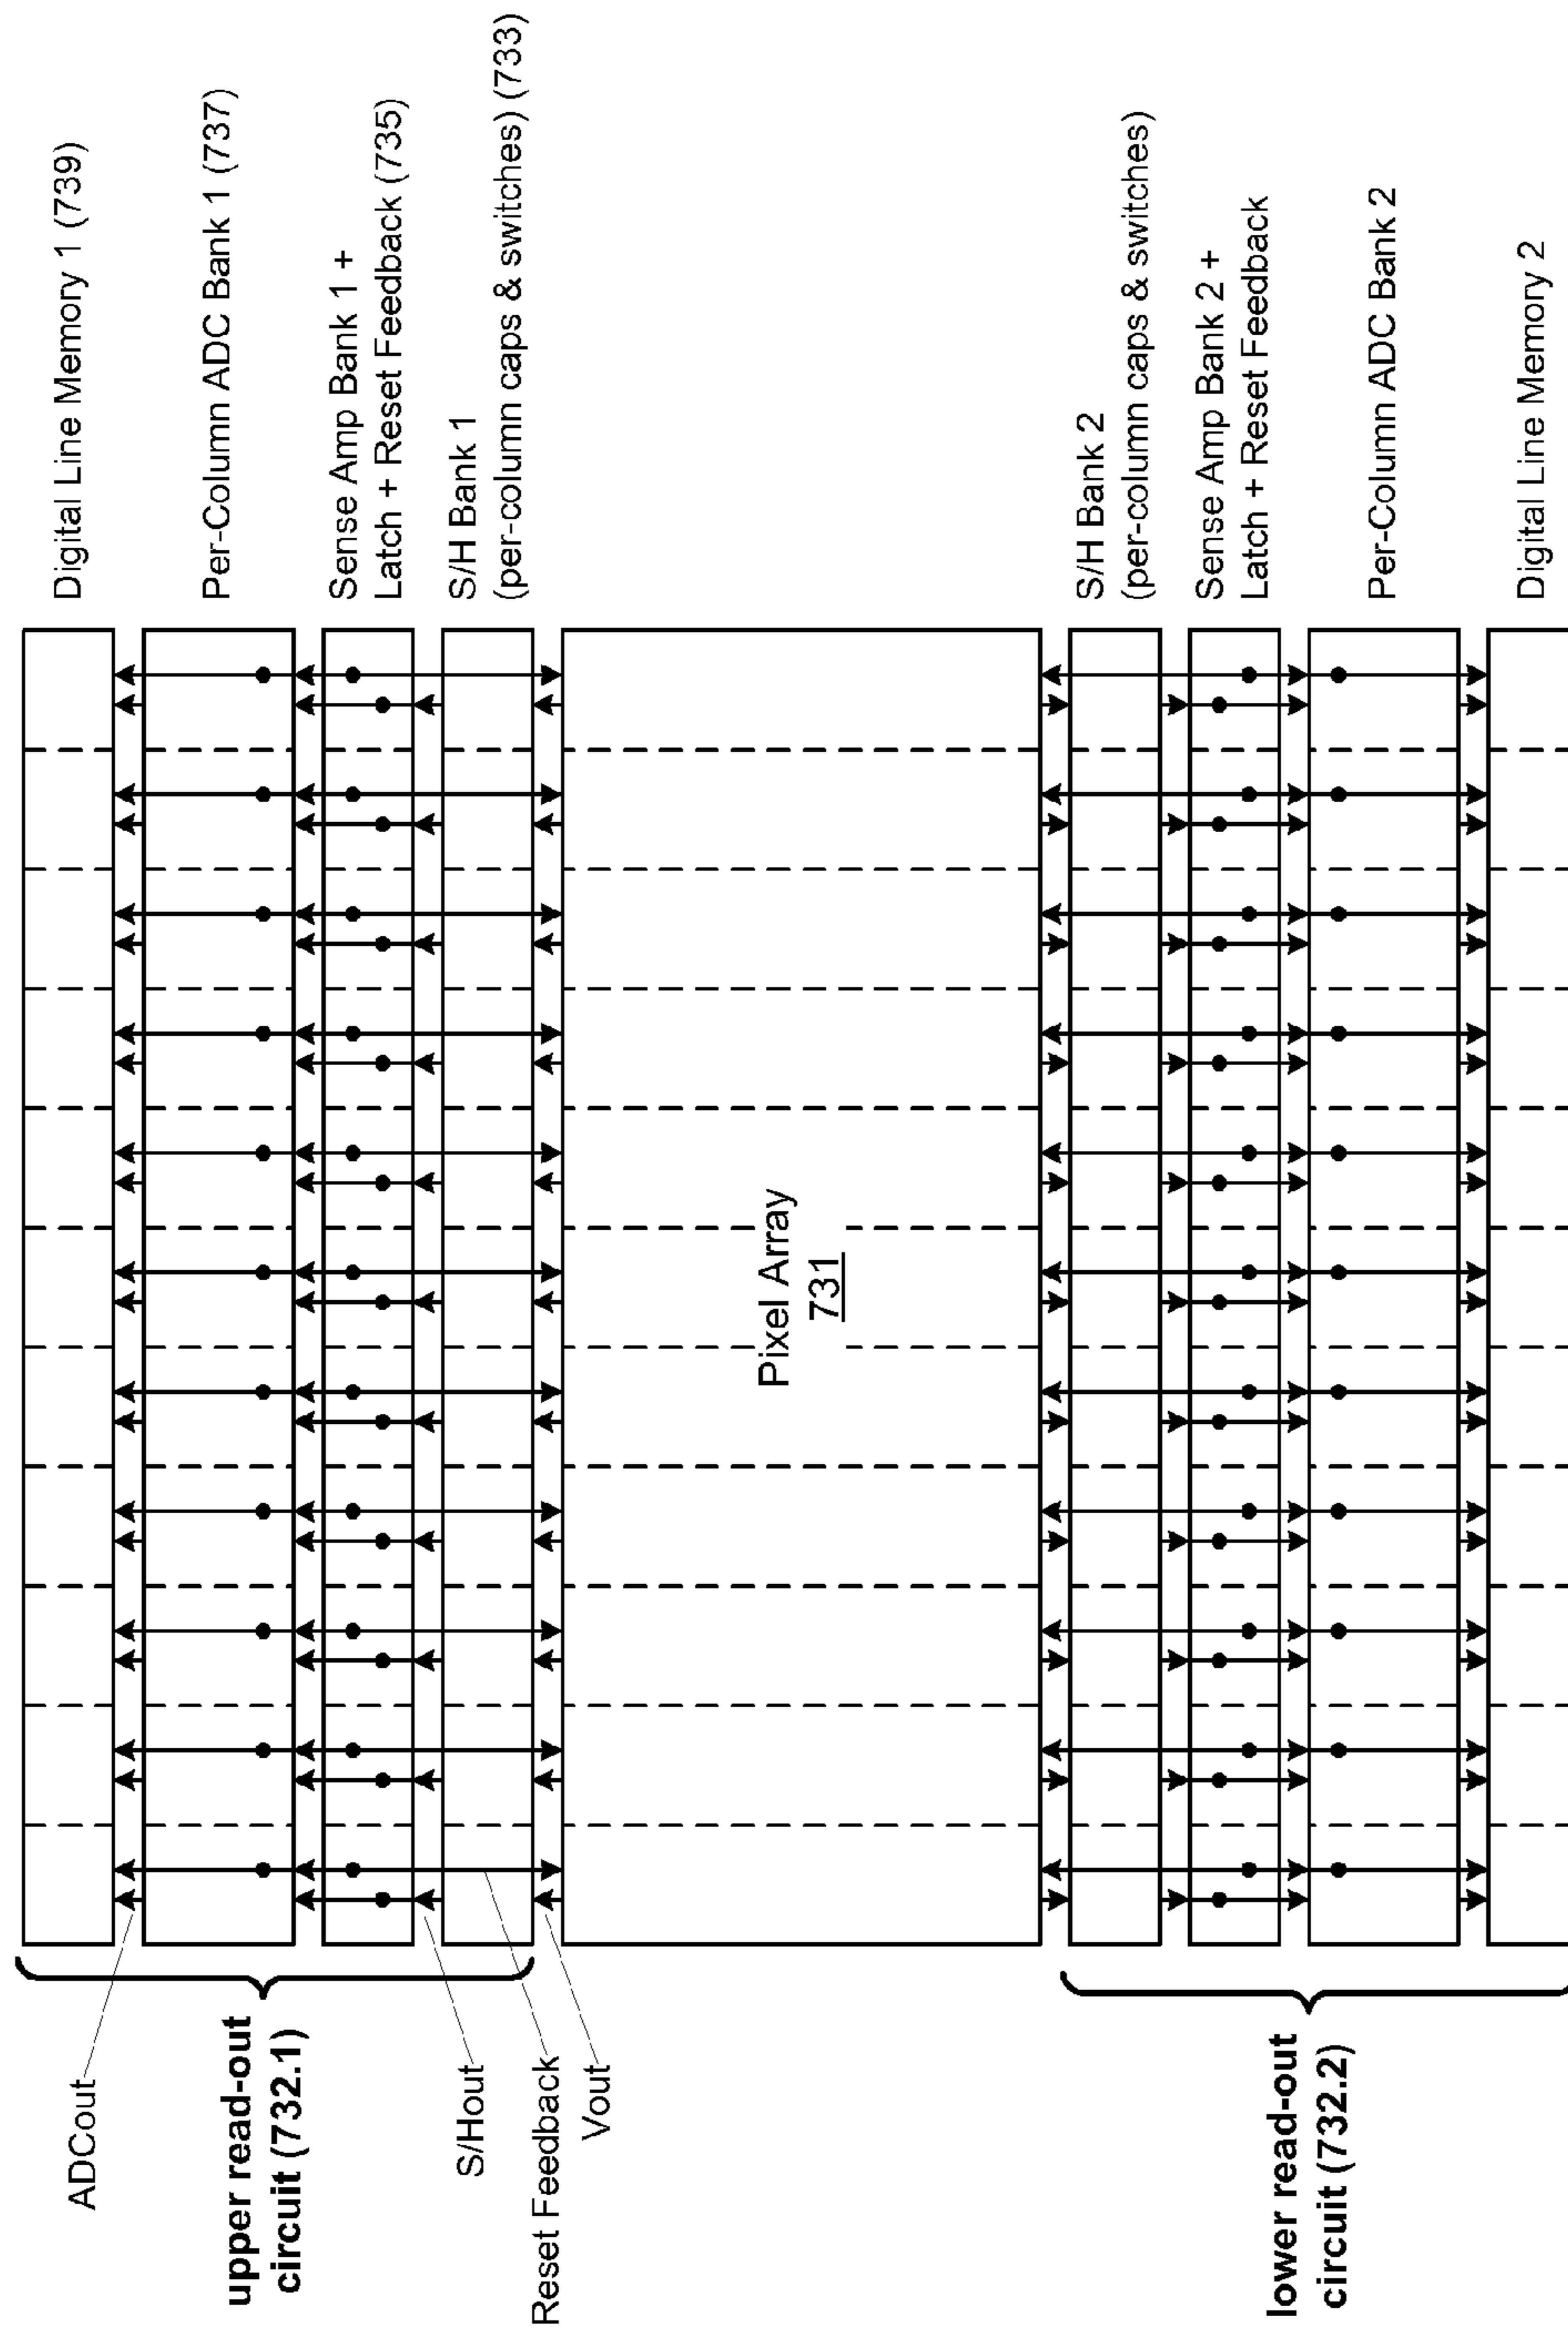 ADCout
upper read-out
circuit (732.1)
S/Hout
Reset Feedback
Vout
lower read-out
circuit (732.2)
Pixel Array
731
Digital Line Memory 1 (739)
Per-Column ADC Bank 1 (737)
Sense Amp Bank 1 +
Latch + Reset Feedback (735)
S/H Bank 1
(per-column caps & switches) (733)
S/H Bank 2
(per-column caps & switches)
Sense Amp Bank 2 +
Latch + Reset Feedback
Per-Column ADC Bank 2
Digital Line Memory 2